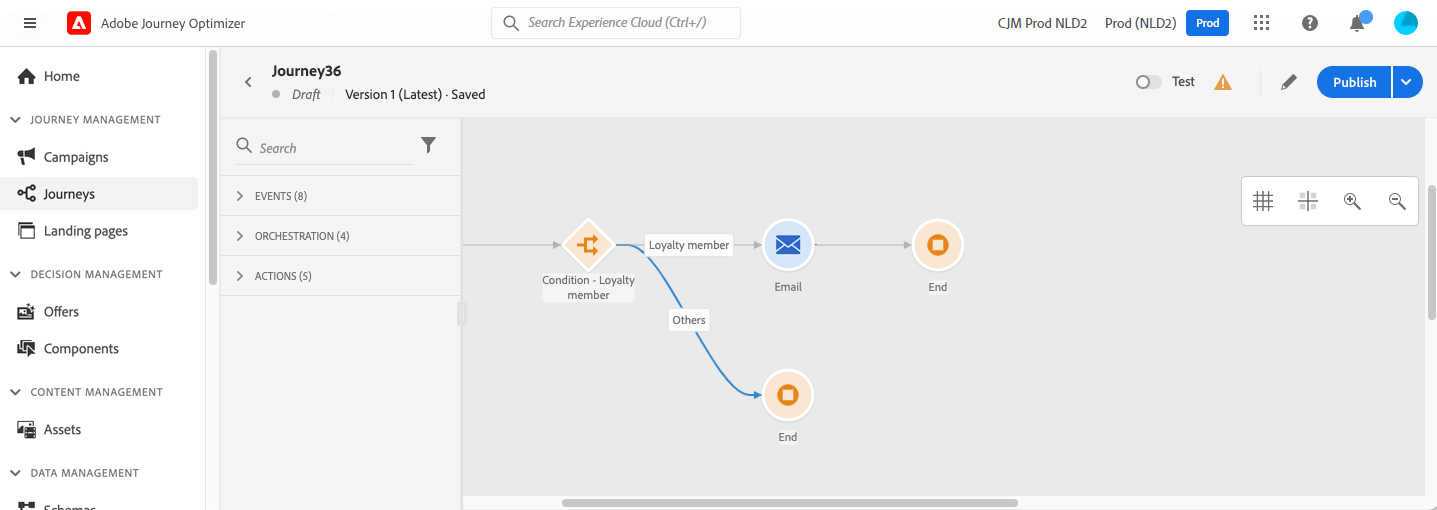 Adobe Journey Optimizer
Search Experience Cloud (Ctrl+/)
CJM Prod NLD2
Prod (NLD2)
Prod
Home
JOURNEY MANAGEMENT
Campaigns
Journeys
Landing pages
DECISION MANAGEMENT
Offers
Components
CONTENT MANAGEMENT
Assets
DATA MANAGEMENT
Schemas
Journey36
Draft
Version 1 (Latest) · Saved
Test
Publish
Search
EVENTS (8)
ORCHESTRATION (4)
ACTIONS (5)
Condition - Loyalty
member
Loyalty member
Email
End
Others
End